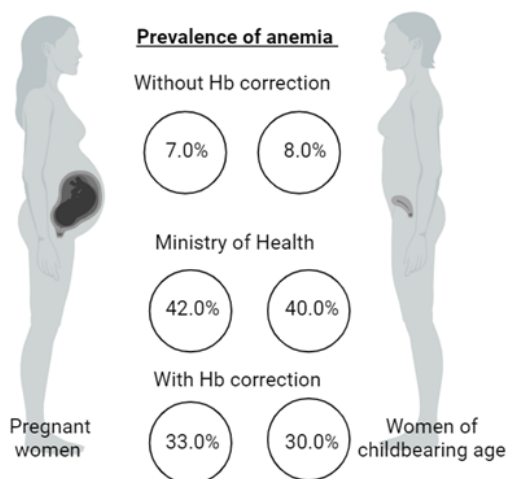 Prevalence of anemia
Without Hb correction
7.0% 8.0%
Ministry of Health
42.0% 40.0%
With Hb correction
33.0% 30.0%
Pregnant
women
Women of
childbearing age